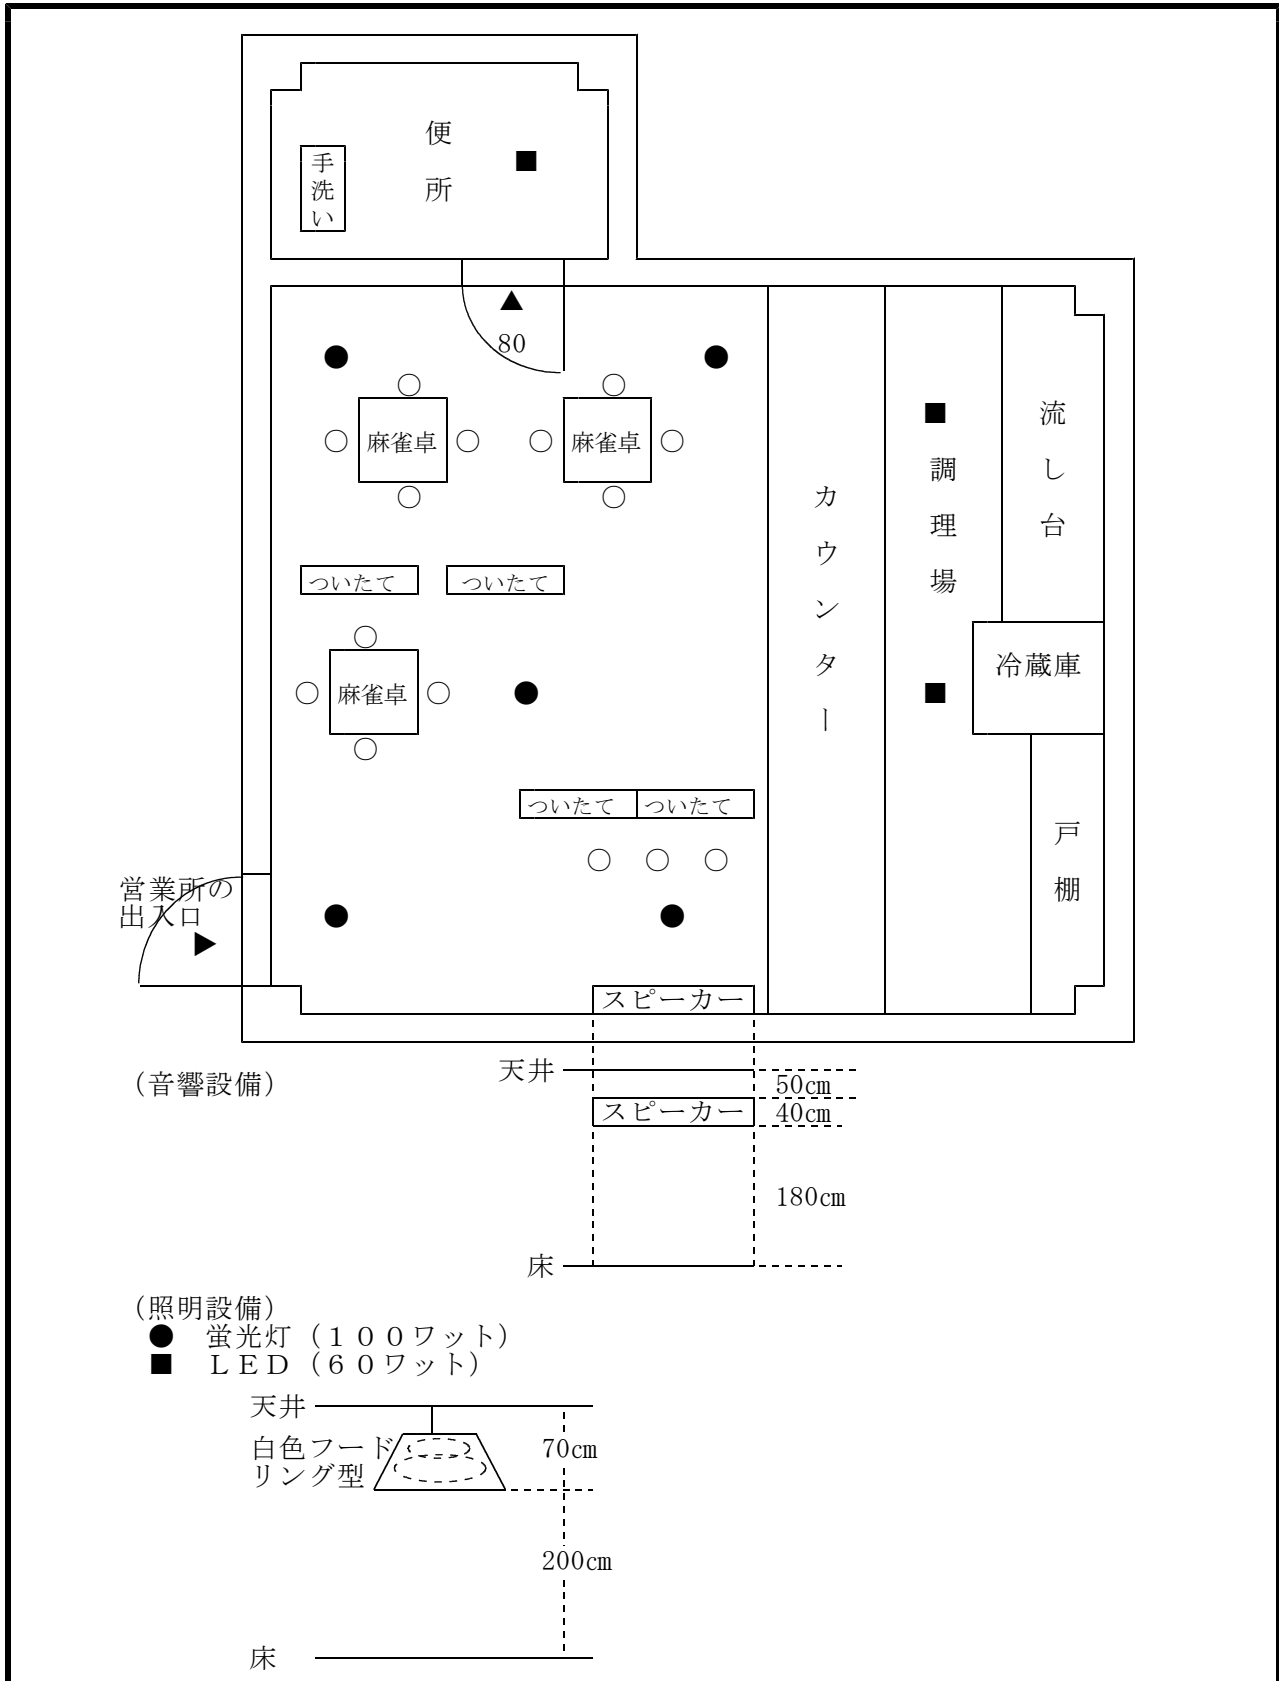 便所
手洗い
80
麻雀卓
麻雀卓
流し台
調理場
カウンター
ついたて
ついたて
麻雀卓
冷蔵庫
ついたて
ついたて
戸棚
営業所の
出入口
スピーカー
天井
(音響設備)
50cm
スピーカー
40cm
180cm
床
(照明設備)
● 蛍光灯(100ワット)
■ LED(60ワット)
天井
白色フード
70cm
リング型
200cm
床